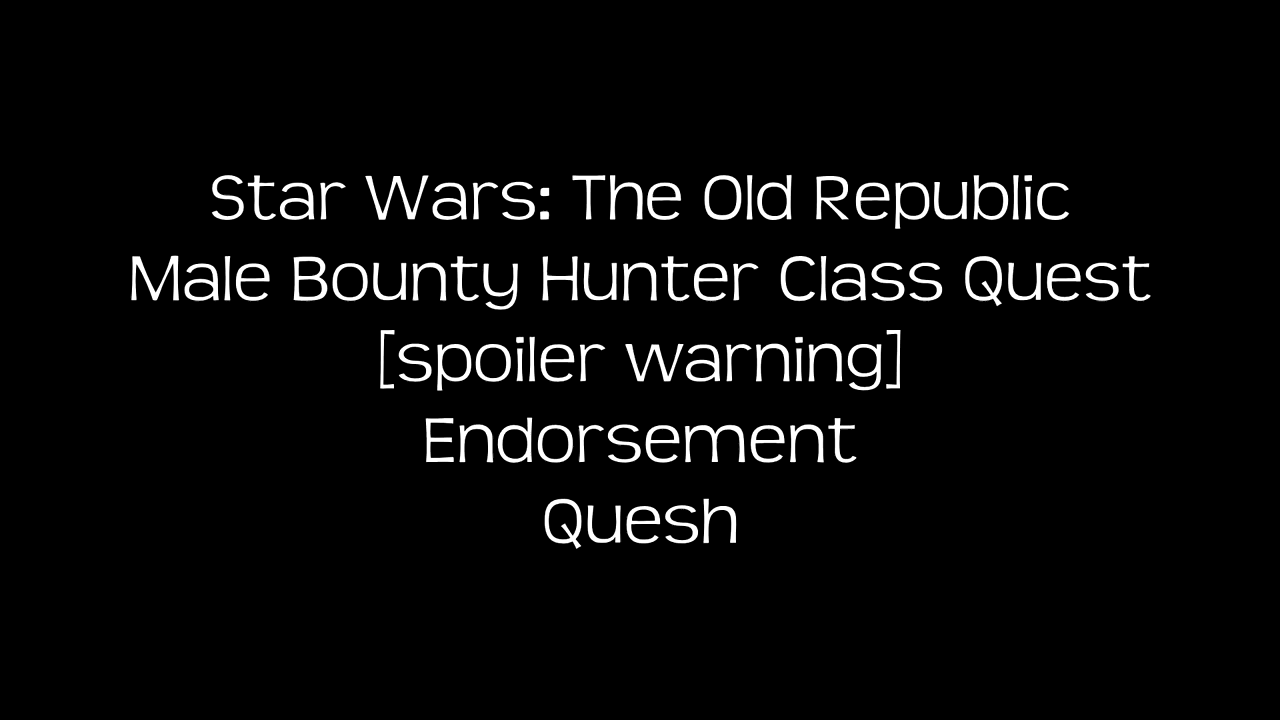 Star Wars: The Old Republic
Male Bounty Hunter Class Quest
[spoiler warning]
Endorsement
Quesh